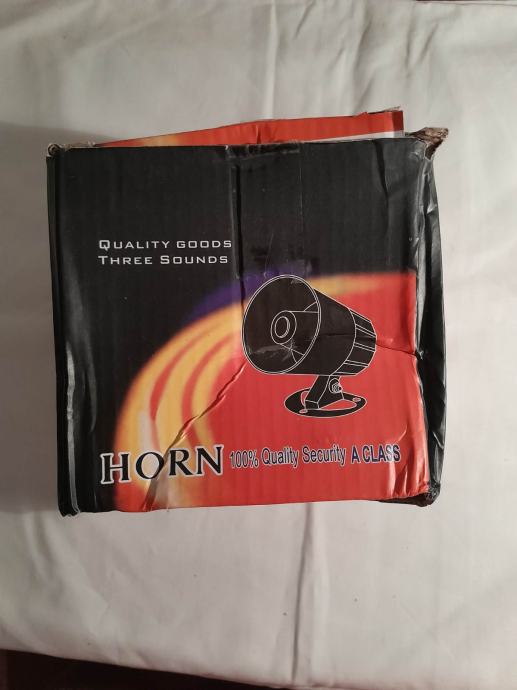 QUALITY GOODS
THREE SOUNDS
HORN 100% Quality Security A CLASS